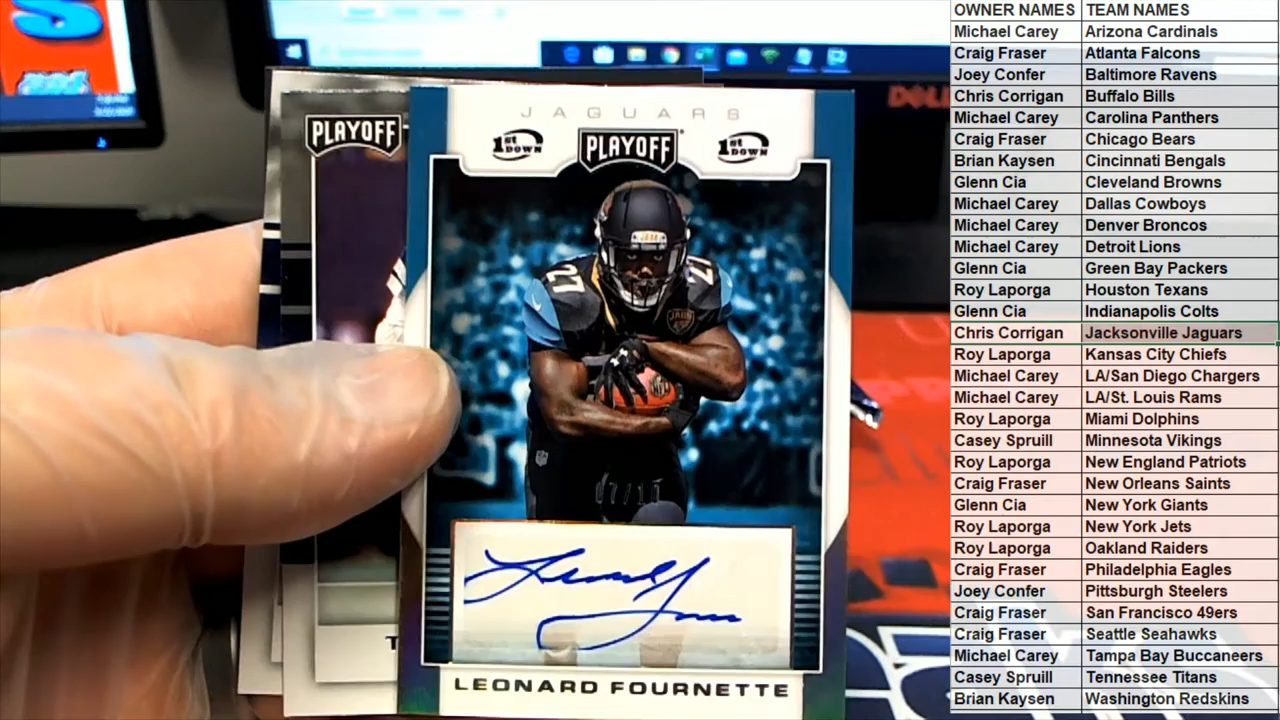 OWNER NAMES TEAM NAMES
Michael Carey Arizona Cardinals
Craig Fraser Atlanta Falcons
Joey Confer Baltimore Ravens
Chris Corrigan Buffalo Bills
Michael Carey Carolina Panthers
Craig Fraser Chicago Bears
Brian Kaysen Cincinnati Bengals
Glenn Cia Cleveland Browns
Michael Carey Dallas Cowboys
Michael Carey Denver Broncos
Michael Carey Detroit Lions
Glenn Cia Green Bay Packers
Roy Laporga Houston Texans
Glenn Cia Indianapolis Colts
Chris Corrigan Jacksonville Jaguars
Roy Laporga Kansas City Chiefs
Michael Carey LA/San Diego Chargers
Michael Carey LA/St. Louis Rams
Roy Laporga Miami Dolphins
Casey Spruill Minnesota Vikings
Roy Laporga New England Patriots
Craig Fraser New Orleans Saints
Glenn Cia New York Giants
Roy Laporga New York Jets
Roy Laporga Oakland Raiders
Craig Fraser Philadelphia Eagles
Joey Confer Pittsburgh Steelers
Craig Fraser San Francisco 49ers
Craig Fraser Seattle Seahawks
Michael Carey Tampa Bay Buccaneers
Casey Spruill Tennessee Titans
Brian Kaysen Washington Redskins
JAGUARS
1st DOWN PLAYOFF 1st DOWN
PLAYOFF
27
JAGS
NFL
LEONARD FOURNETTE
T
S